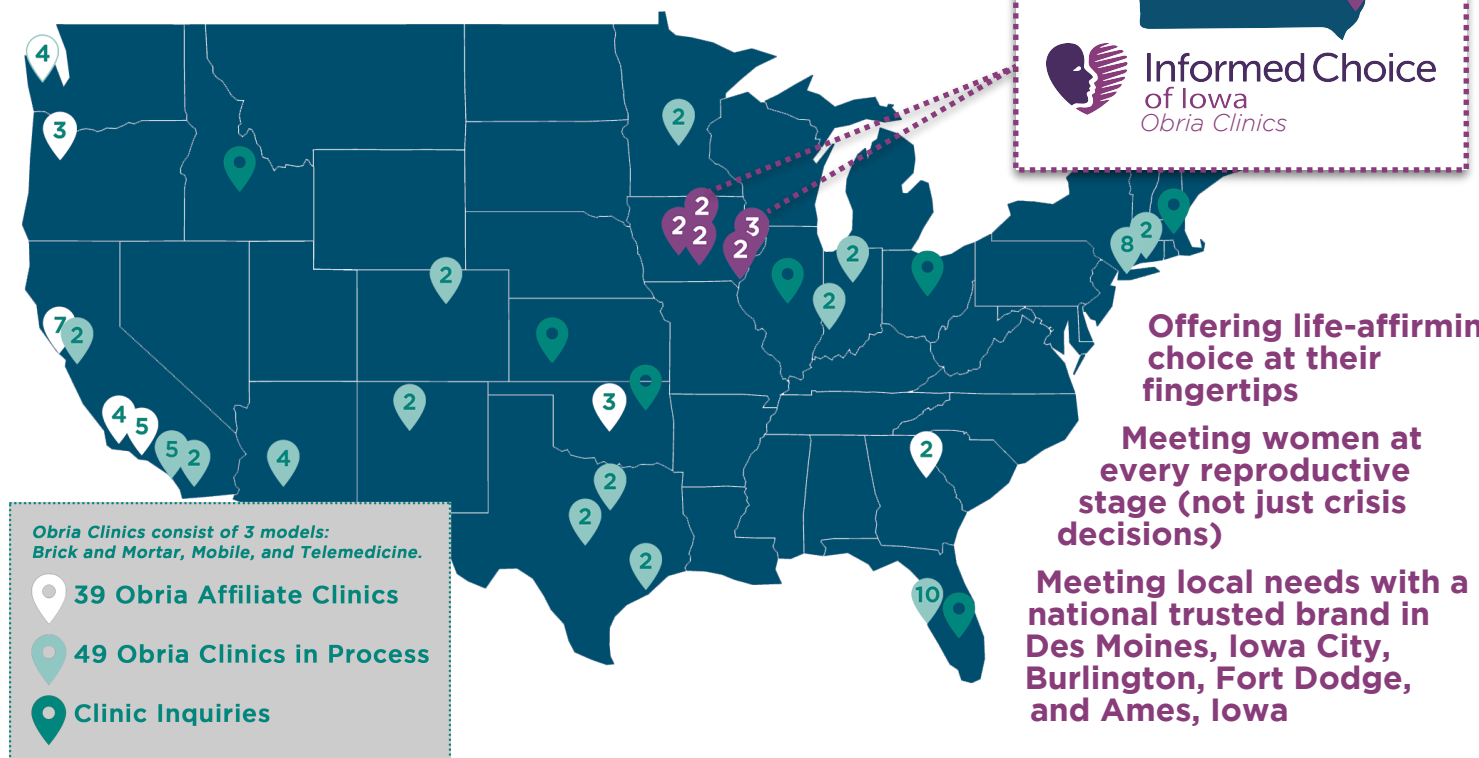 Informed Choice
of Iowa
Obria Clinics
4
3
2
2
2
2
3
2
2
2
2
8
2
7
2
4
5
5
2
4
2
3
2
2
2
2
10
Offering life-affirmin
choice at their
fingertips
Meeting women at
every reproductive
stage (not just crisis
decisions)
Meeting local needs with a
national trusted brand in
Des Moines, Iowa City,
Burlington, Fort Dodge,
and Ames, Iowa
Obria Clinics consist of 3 models:
Brick and Mortar, Mobile, and Telemedicine.
39 Obria Affiliate Clinics
49 Obria Clinics in Process
Clinic Inquiries